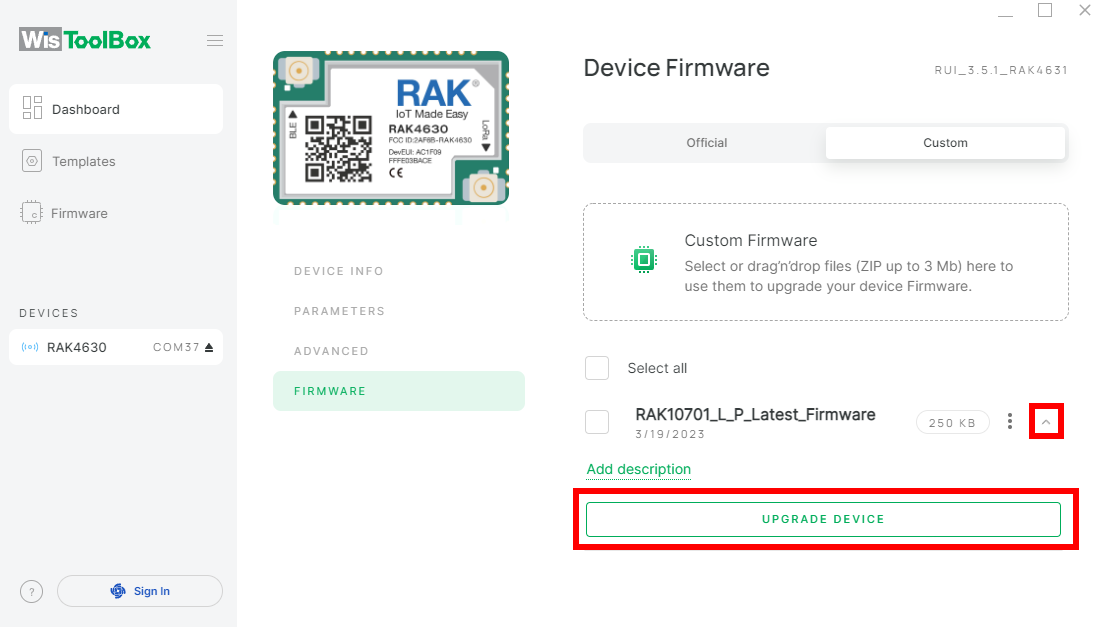 WisToolBox
Dashboard
Templates
Firmware
DEVICES
RAK4630 COM37
?
Sign In
RAK®
IoT Made Easy
RAK4630
FCC ID:2AF6B-RAK4630
DevEUI: AC1F09
FFFE03BACE
CE
BLE
LoRa
DEVICE INFO
PARAMETERS
ADVANCED
FIRMWARE
Device Firmware
RUI_3.5.1_RAK4631
Official
Custom
Custom Firmware
Select or drag'n'drop files (ZIP up to 3 Mb) here to
use them to upgrade your device Firmware.
Select all
RAK10701_L_P_Latest_Firmware
3/19/2023
250 KB
Add description
UPGRADE DEVICE